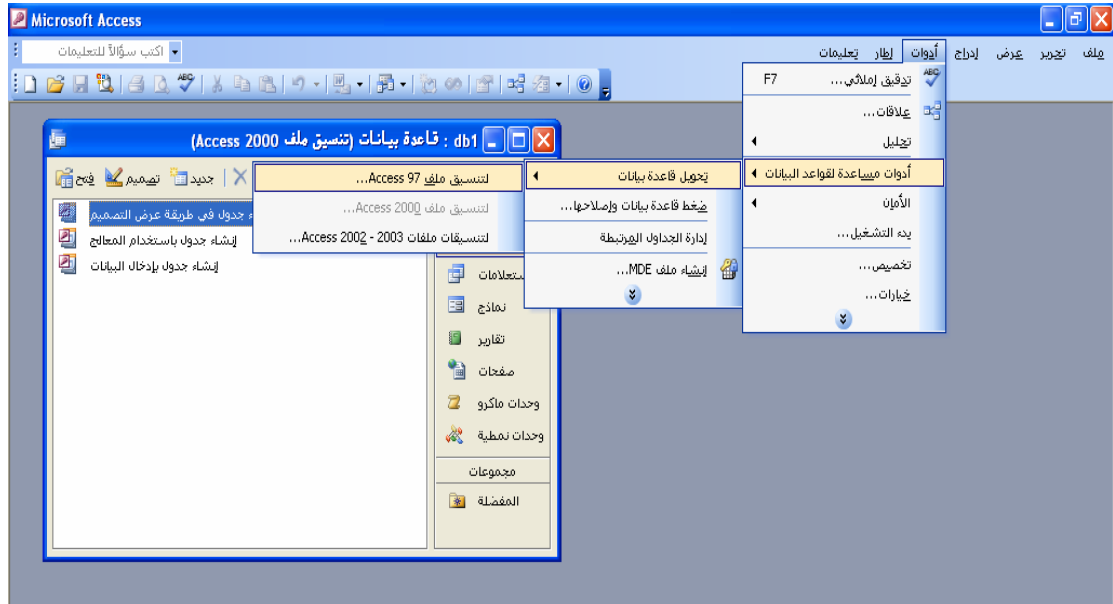 Microsoft Access
ملف تحرير عرض إدراج أدوات إطار تعليمات
اكتب سؤالاً للتعليمات
تدقيق إملائي... F7
علاقات...
تحليل
أدوات مساعدة لقواعد البيانات
الأمان
بدء التشغيل...
تخصيص...
خيارات...
تحويل قاعدة بيانات
ضغط قاعدة بيانات وإصلاحها...
إدارة الجداول المرتبطة
إنشاء ملف MDE...
لتنسيق ملف Access 97...
لتنسيق ملف Access 2000...
لتنسيقات ملفات Access 2002 - 2003...
db1 : قاعدة بيانات (تنسيق ملف Access 2000)
فتح تصميم جديد
جدول في طريقة عرض التصميم
إنشاء جدول باستخدام المعالج
إنشاء جدول بإدخال البيانات
نماذج
تقارير
صفحات
وحدات ماكرو
وحدات نمطية
مجموعات
المفضلة